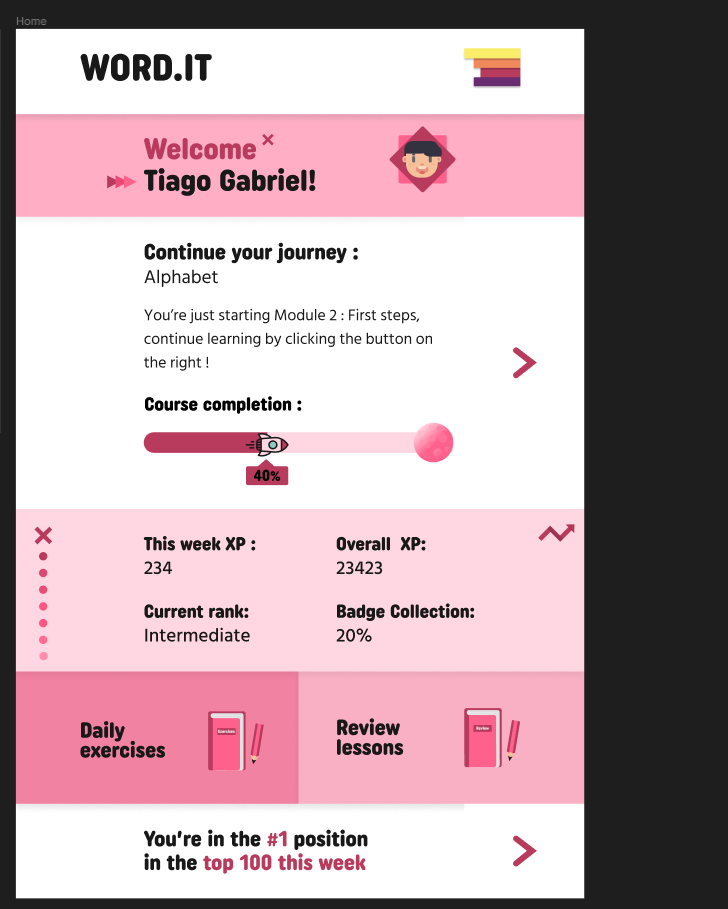 Home
WORD.IT
Welcome
Tiago Gabriel!
Continue your journey :
Alphabet
You're just starting Module 2 : First steps,
continue learning by clicking the button on
the right !
Course completion :
40%
This week XP :
234
Overall XP:
23423
Current rank:
Intermediate
Badge Collection:
20%
Daily
exercises
Exercises
Review
lessons
Review
You're in the #1 position
in the top 100 this week